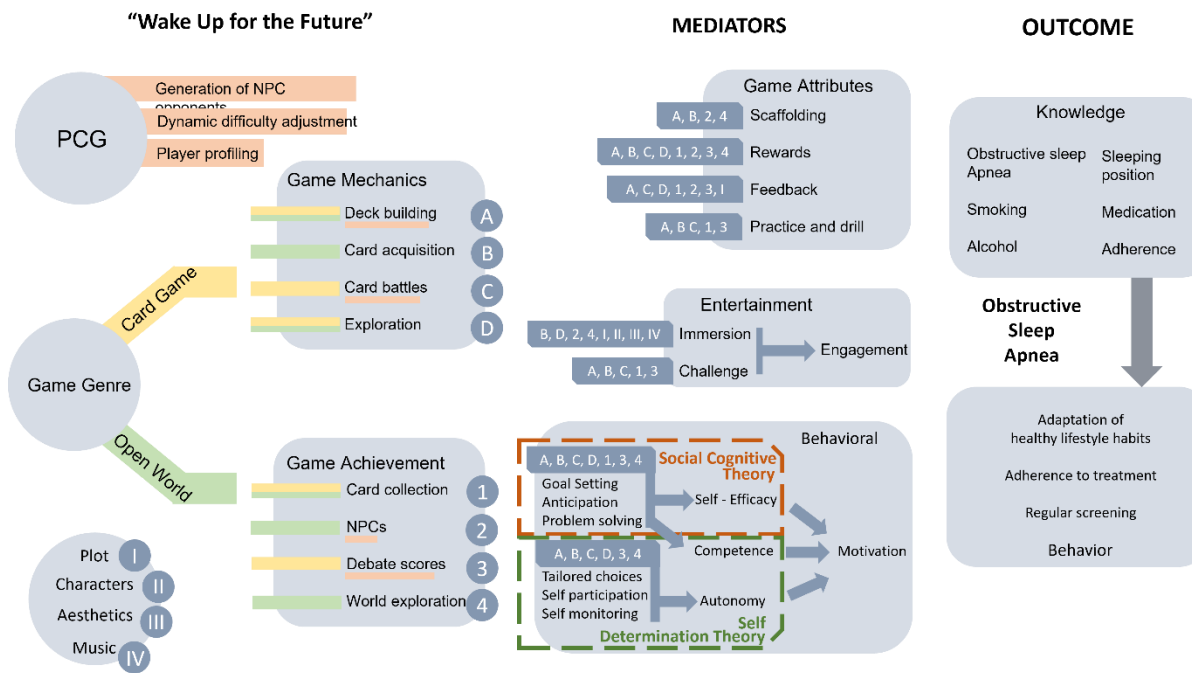 “Wake Up for the Future”
PCG
Generation of NPC
opponents
Dynamic difficulty adjustment
Player profiling
Game Genre
Card Game
Open World
Game Mechanics
Deck building
A
Card acquisition
B
Card battles
C
Exploration
D
Game Achievement
Card collection
1
NPCs
2
Debate scores
3
World exploration
4
Plot
I
Characters
II
Aesthetics
III
Music
IV
MEDIATORS
Game Attributes
A, B, 2, 4
Scaffolding
A, B, C, D, 1, 2, 3, 4
Rewards
A, C, D, 1, 2, 3, I
Feedback
A, B C, 1, 3
Practice and drill
Entertainment
B, D, 2, 4, I, II, III, IV
Immersion
A, B, C, 1, 3
Challenge
Engagement
Behavioral
A, B, C, D, 1, 3, 4
Social Cognitive
Theory
Goal Setting
Anticipation
Problem solving
Self - Efficacy
Competence
Motivation
A, B, C, D, 3, 4
Tailored choices
Self participation
Self monitoring
Autonomy
Self
Determination Theory
OUTCOME
Knowledge
Obstructive sleep
Apnea
Sleeping
position
Smoking
Medication
Alcohol
Adherence
Obstructive
Sleep
Apnea
Adaptation of
healthy lifestyle habits
Adherence to treatment
Regular screening
Behavior